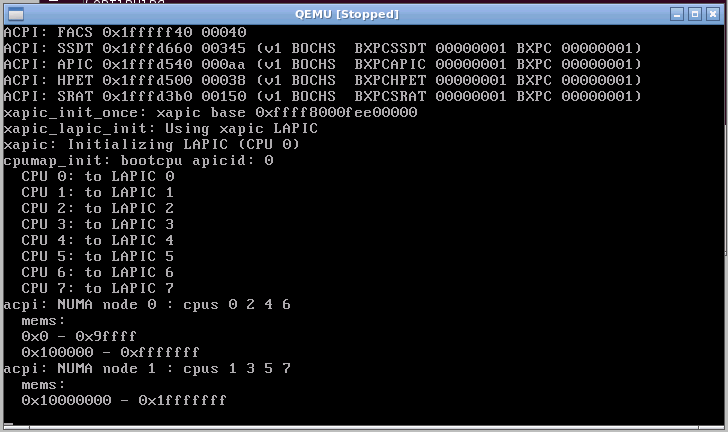 Continuing
QEMU [Stopped]
ACPI: FACS 0x1fffff40 00040
ACPI: SSDT 0x1fffd660 00345 (v1 BOCHS  BXPCSSDT 00000001 BXPC 00000001)
ACPI: APIC 0x1fffd540 000aa (v1 BOCHS  BXPCAPIC 00000001 BXPC 00000001)
ACPI: HPET 0x1fffd500 00038 (v1 BOCHS  BXPCHPET 00000001 BXPC 00000001)
ACPI: SRAT 0x1fffd3b0 00150 (v1 BOCHS  BXPCSRAT 00000001 BXPC 00000001)
xapic_init_once: xapic base 0xffff8000fee00000
xapic_lapic_init: Using xapic LAPIC
xapic: Initializing LAPIC (CPU 0)
cpumap_init: bootcpu apicid: 0
  CPU 0: to LAPIC 0
  CPU 1: to LAPIC 1
  CPU 2: to LAPIC 2
  CPU 3: to LAPIC 3
  CPU 4: to LAPIC 4
  CPU 5: to LAPIC 5
  CPU 6: to LAPIC 6
  CPU 7: to LAPIC 7
acpi: NUMA node 0 : cpus 0 2 4 6
  mems:
  0x0 - 0x9ffff
  0x100000 - 0xfffffff
acpi: NUMA node 1 : cpus 1 3 5 7
  mems:
  0x10000000 - 0x1fffffff